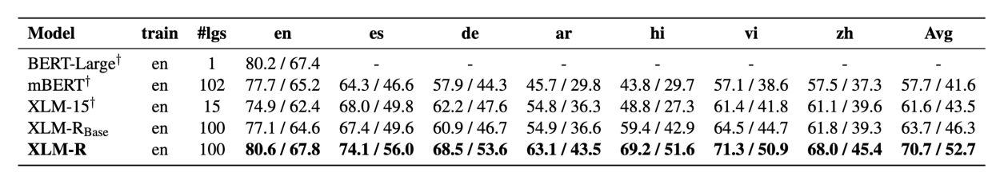 Model train #lgs en es de ar hi vi zh Avg
BERT-Large† en 1 80.2 / 67.4 - - - - - - -
mBERT† en 102 77.7 / 65.2 64.3 / 46.6 57.9 / 44.3 45.7 / 29.8 43.8 / 29.7 57.1 / 38.6 57.5 / 37.3 57.7 / 41.6
XLM-15† en 15 74.9 / 62.4 68.0 / 49.8 62.2 / 47.6 54.8 / 36.3 48.8 / 27.3 61.4 / 41.8 61.1 / 39.6 61.6 / 43.5
XLM-RBase en 100 77.1 / 64.6 67.4 / 49.6 60.9 / 46.7 54.9 / 36.6 59.4 / 42.9 64.5 / 44.7 61.8 / 39.3 63.7 / 46.3
XLM-R en 100 80.6 / 67.8 74.1 / 56.0 68.5 / 53.6 63.1 / 43.5 69.2 / 51.6 71.3 / 50.9 68.0 / 45.4 70.7 / 52.7